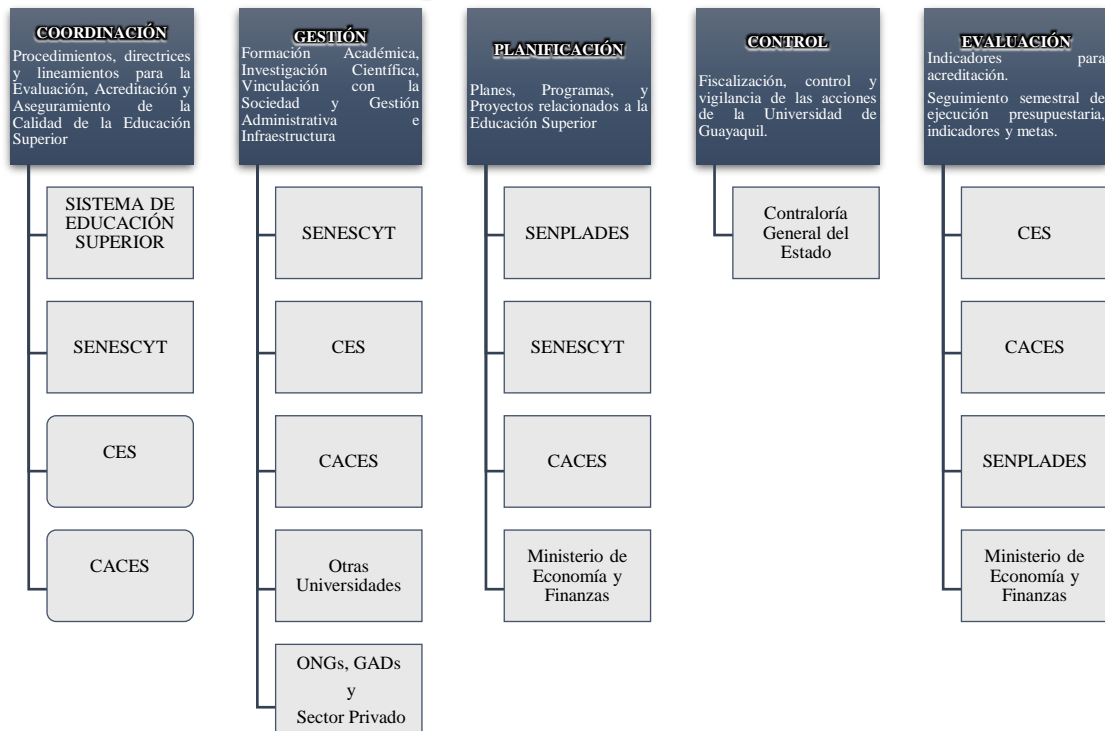 COORDINACIÓN
Procedimientos, directrices
y lineamientos para la
Evaluación, Acreditación y
Aseguramiento de la
Calidad de la Educación
Superior
SISTEMA DE
EDUCACIÓN
SUPERIOR
SENESCYT
CES
CACES
GESTIÓN
Formación Académica,
Investigación Científica,
Vinculación con la
Sociedad y Gestión
Administrativa e
Infraestructura
SENESCYT
CES
CACES
Otras
Universidades
ONGs, GADs
y
Sector Privado
PLANIFICACIÓN
Planes, Programas, y
Proyectos relacionados a la
Educación Superior
SENPLADES
SENESCYT
CACES
Ministerio de
Economía y
Finanzas
CONTROL
Fiscalización, control y
vigilancia de las acciones
de la Universidad de
Guayaquil.
Contraloría
General del
Estado
EVALUACIÓN
Indicadores para
acreditación.
Seguimiento semestral de
ejecución presupuestaria,
indicadores y metas.
CES
CACES
SENPLADES
Ministerio de
Economía y
Finanzas